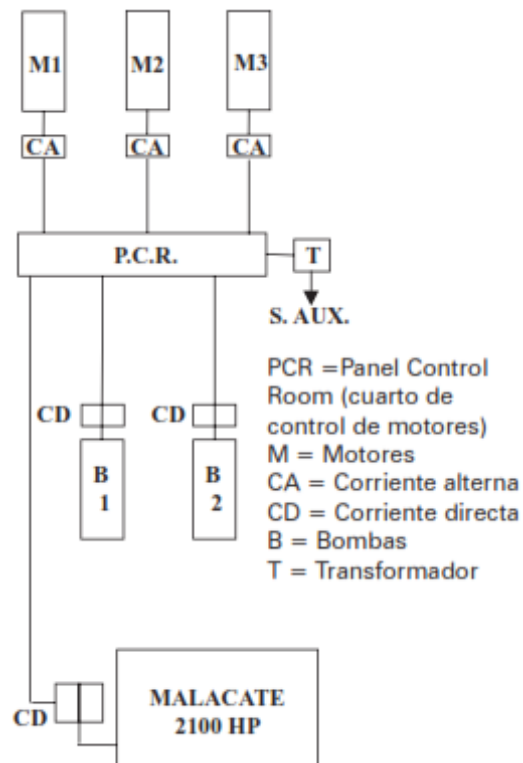 M1 M2 M3
CA CA CA
P.C.R. T
S. AUX.
PCR =Panel Control
Room (cuarto de
control de motores)
M = Motores
CA = Corriente alterna
CD = Corriente directa
B = Bombas
T = Transformador
CD CD
B B
1 2
CD
MALACATE
2100 HP